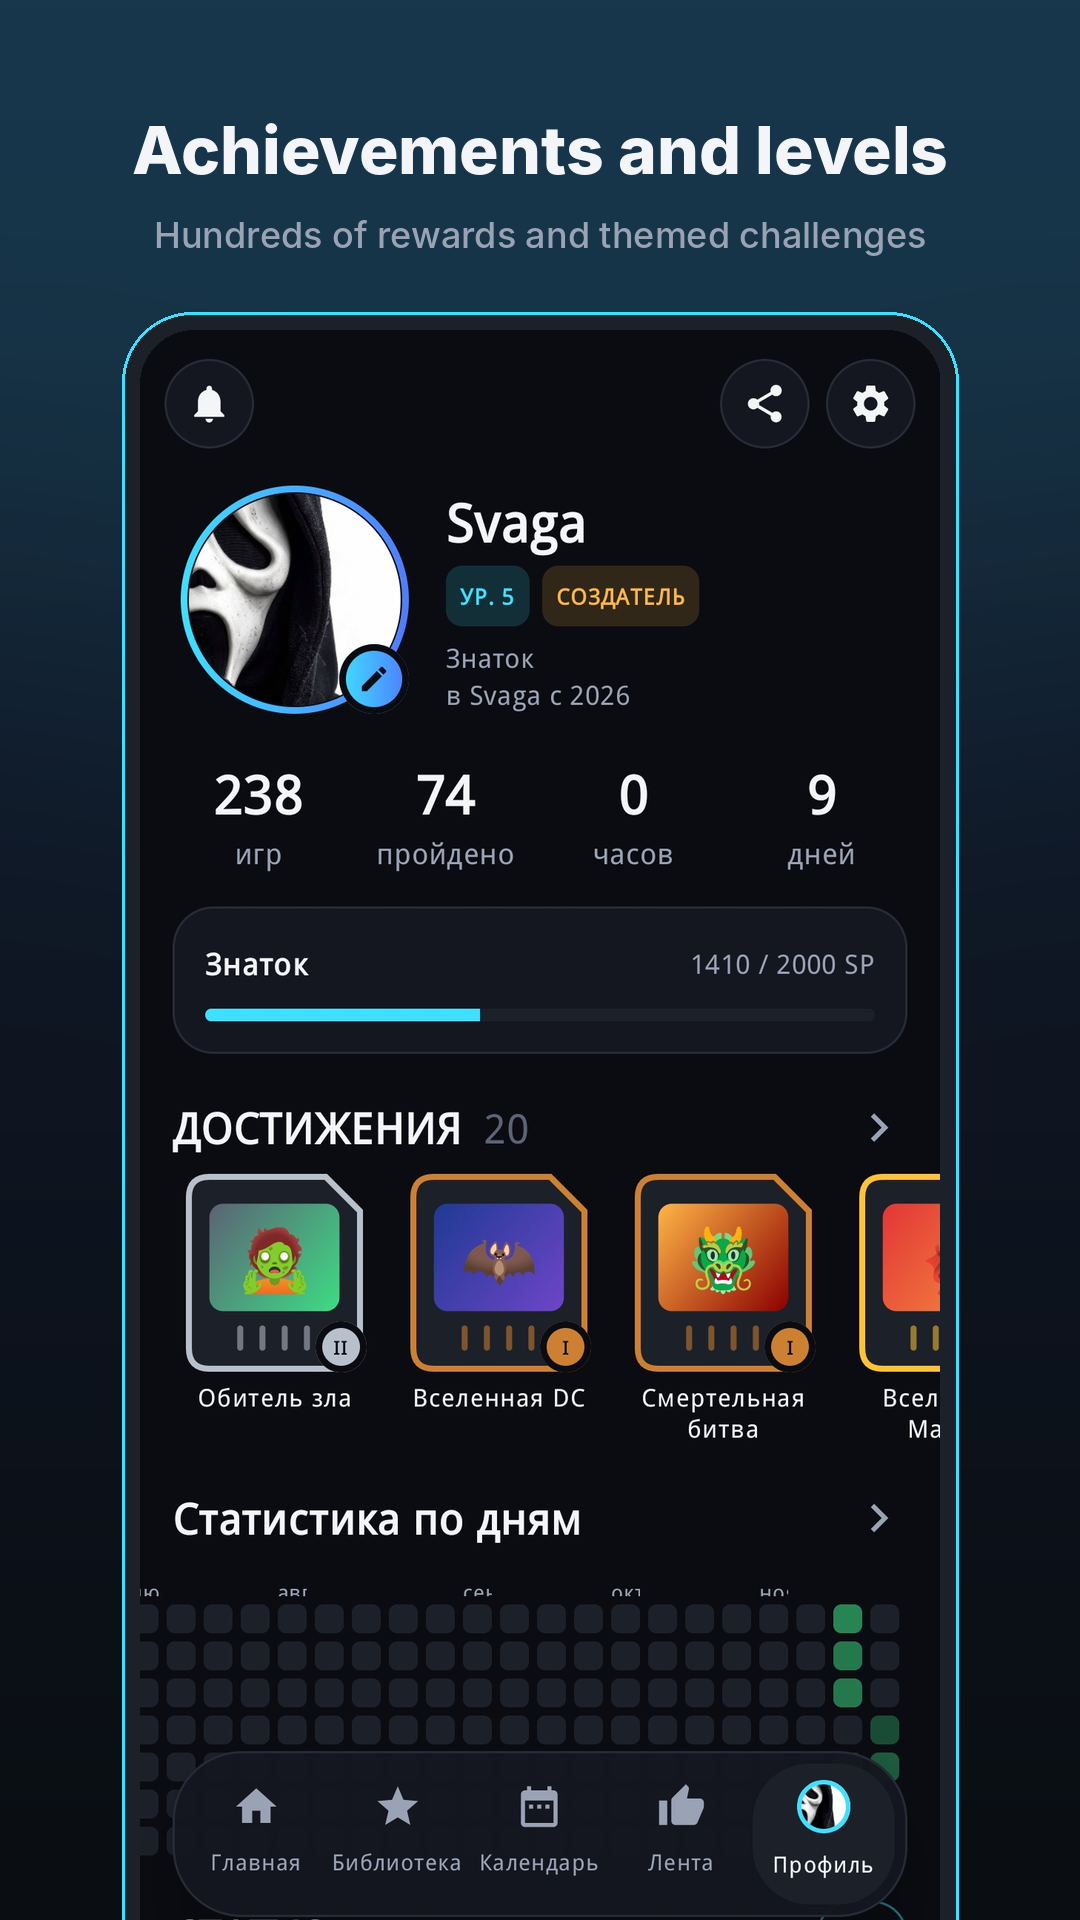 Achievements and levels
Hundreds of rewards and themed challenges
Svaga
УР. 5 СОЗДАТЕЛЬ
Знаток
в Svaga с 2026
238 74 0 9
игр пройдено часов дней
Знаток 1410 / 2000 SP
ДОСТИЖЕНИЯ 20
II I I
Обитель зла Вселенная DC Смертельная
битва
Статистика по дням
Главная Библиотека Календарь Лента Профиль